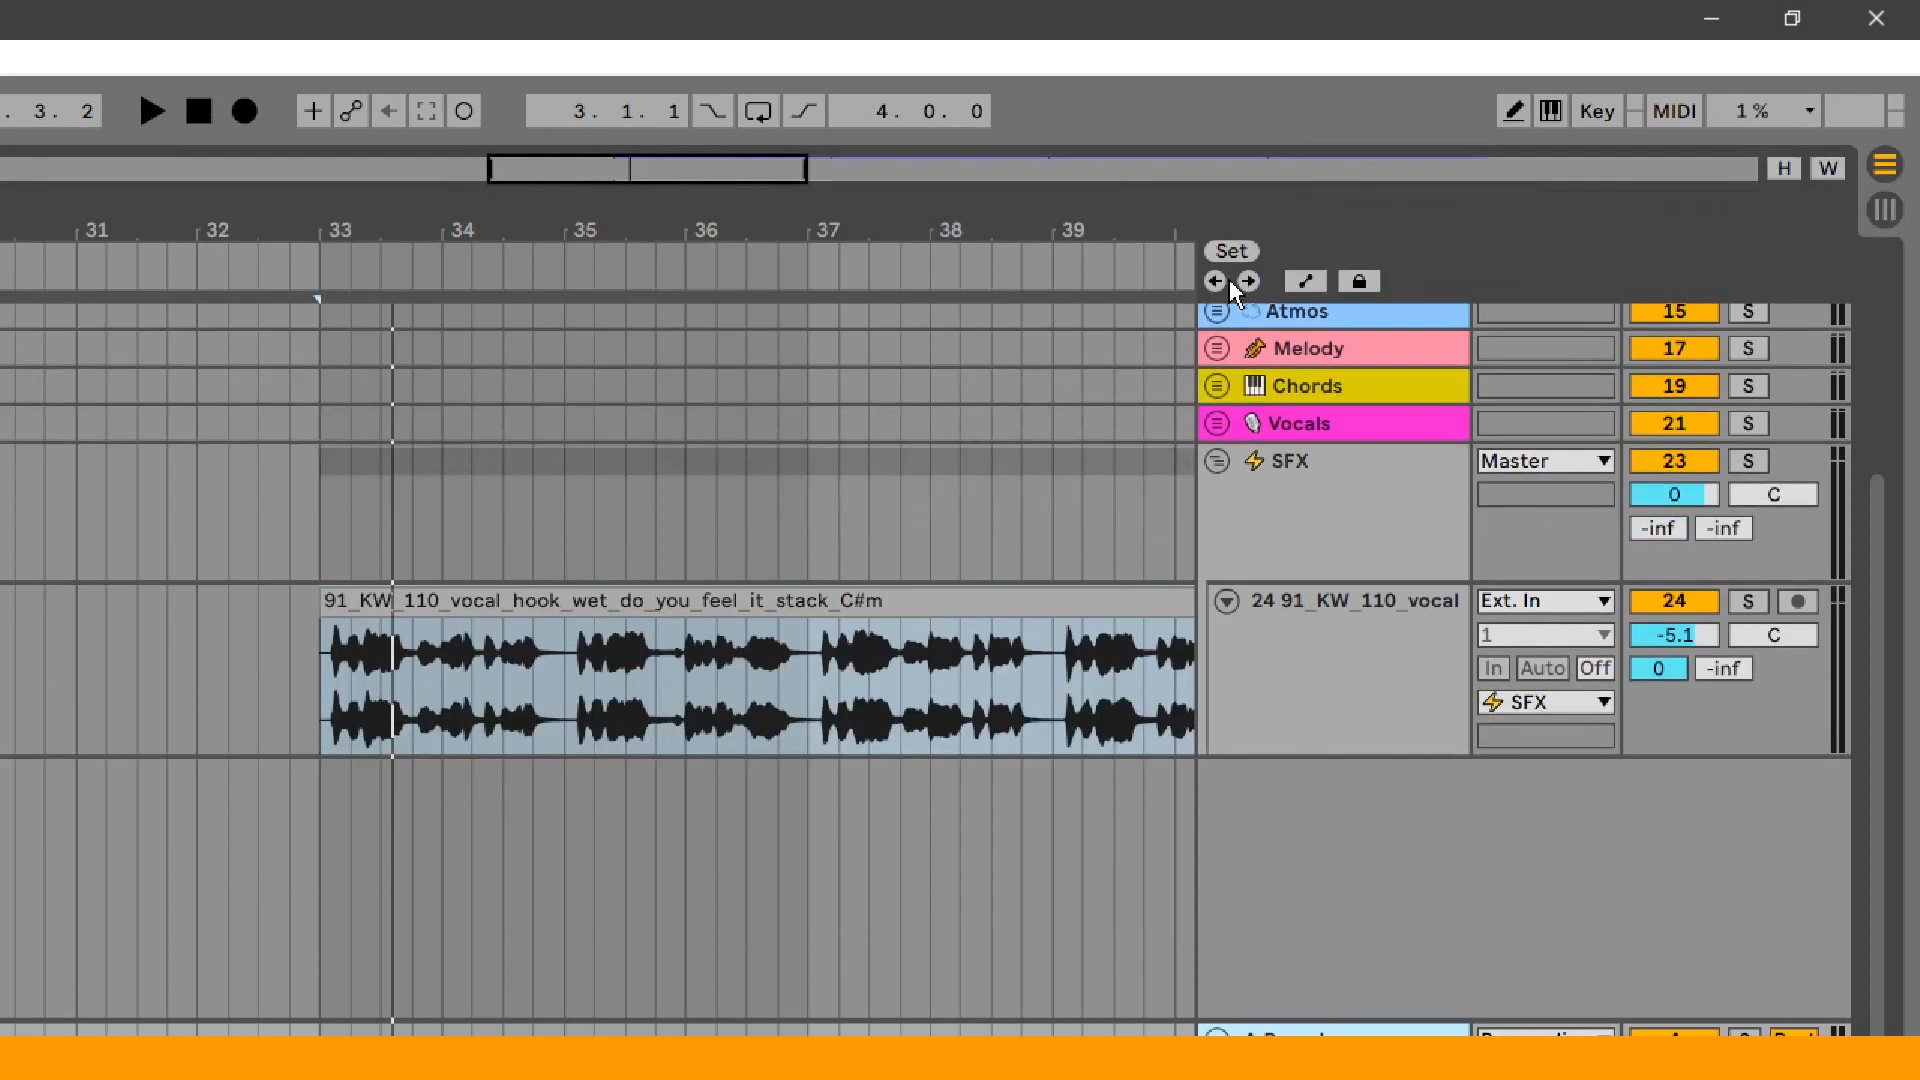 . 3. 2
3. 1. 1
4. 0. 0
Key
MIDI
1 %
H
W
31 32 33 34 35 36 37 38 39
Set
Atmos 15 S
Melody 17 S
Chords 19 S
Vocals 21 S
SFX Master 23 S
0 C
-inf -inf
91_KW_110_vocal_hook_wet_do_you_feel_it_stack_C#m
24 91_KW_110_vocal Ext. In 24 S
1 -5.1 C
In Auto Off 0 -inf
SFX